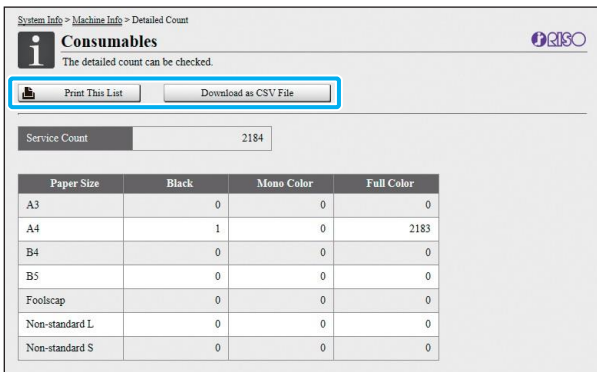 System Info > Machine Info > Detailed Count
Consumables
RISO
The detailed count can be checked.
Print This List Download as CSV File
Service Count 2184
Paper Size Black Mono Color Full Color
A3 0 0 0
A4 1 0 2183
B4 0 0 0
B5 0 0 0
Foolscap 0 0 0
Non-standard L 0 0 0
Non-standard S 0 0 0